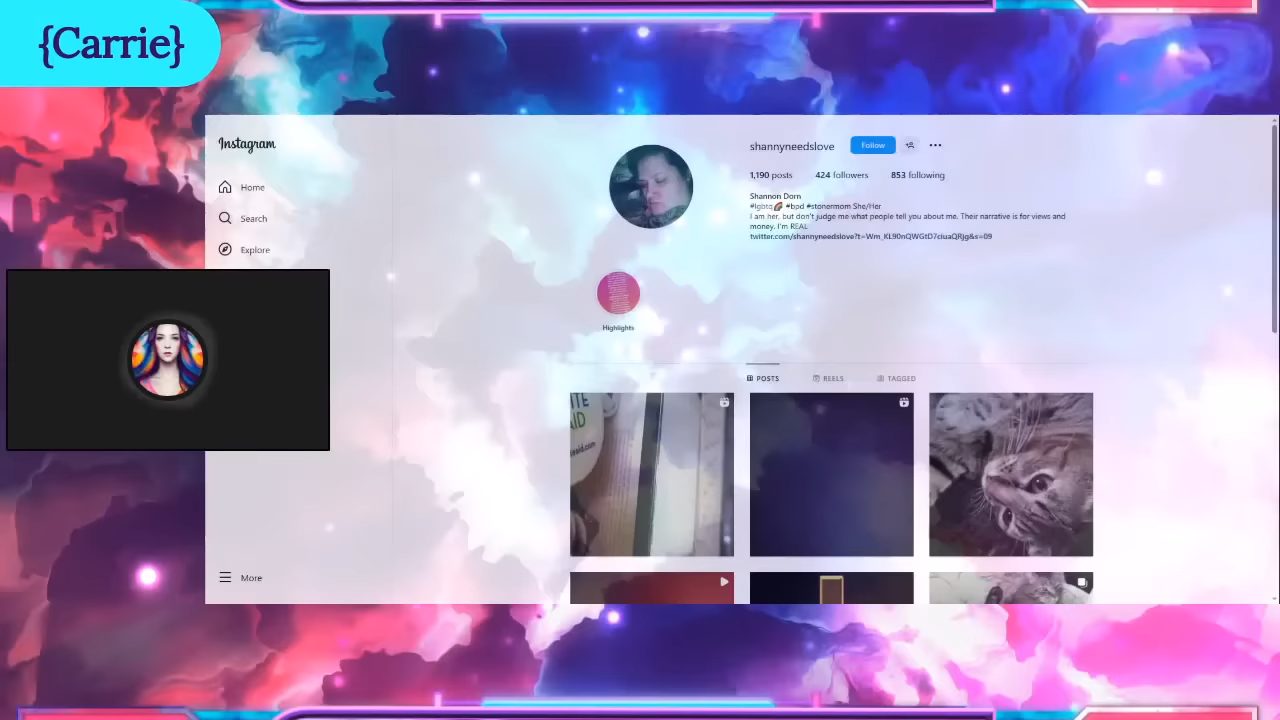 {Carrie}
Instagram
Home
Search
Explore
More
shannyneedslove
Follow
1,190 posts
424 followers
853 following
Shannon Dorn
#lgbtq🌈 #bpd #stonermom She/Her
I am her, but don't judge me what people tell you about me. Their narrative is for views and
money. I'm REAL
twitter.com/shannyneedslove?t=Wm_KL90nQWGtD7ciuaQRjg&s=09
Highlights
POSTS
REELS
TAGGED
AID